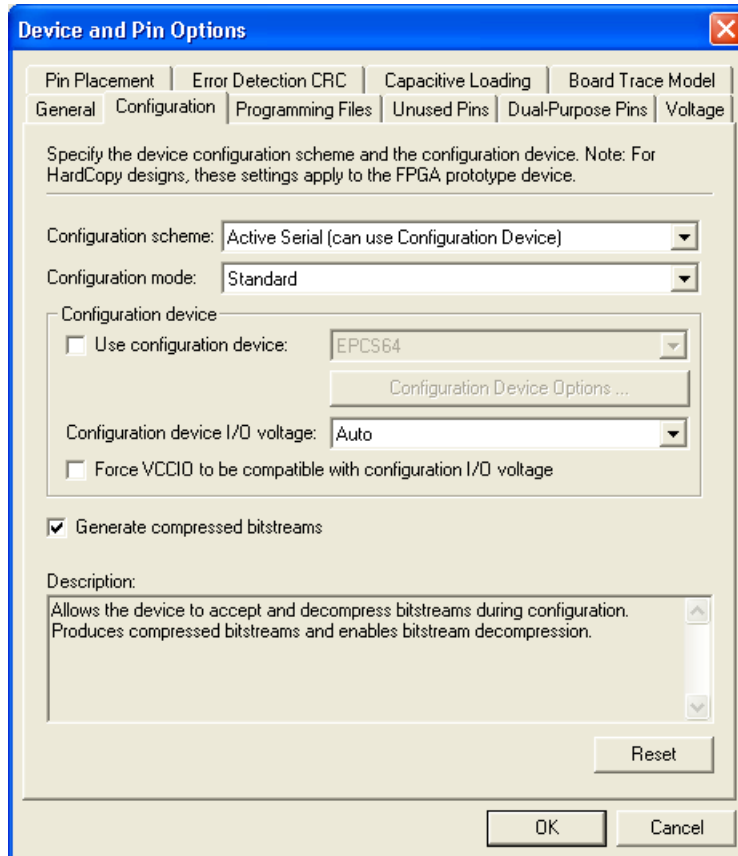 Device and Pin Options
Pin Placement Error Detection CRC Capacitive Loading Board Trace Model
General Configuration Programming Files Unused Pins Dual-Purpose Pins Voltage
Specify the device configuration scheme and the configuration device. Note: For
HardCopy designs, these settings apply to the FPGA prototype device.
Configuration scheme: Active Serial (can use Configuration Device)
Configuration mode: Standard
Configuration device
Use configuration device: EPCS64
Configuration Device Options ...
Configuration device I/O voltage: Auto
Force VCCIO to be compatible with configuration I/O voltage
Generate compressed bitstreams
Description:
Allows the device to accept and decompress bitstreams during configuration.
Produces compressed bitstreams and enables bitstream decompression.
Reset
OK Cancel